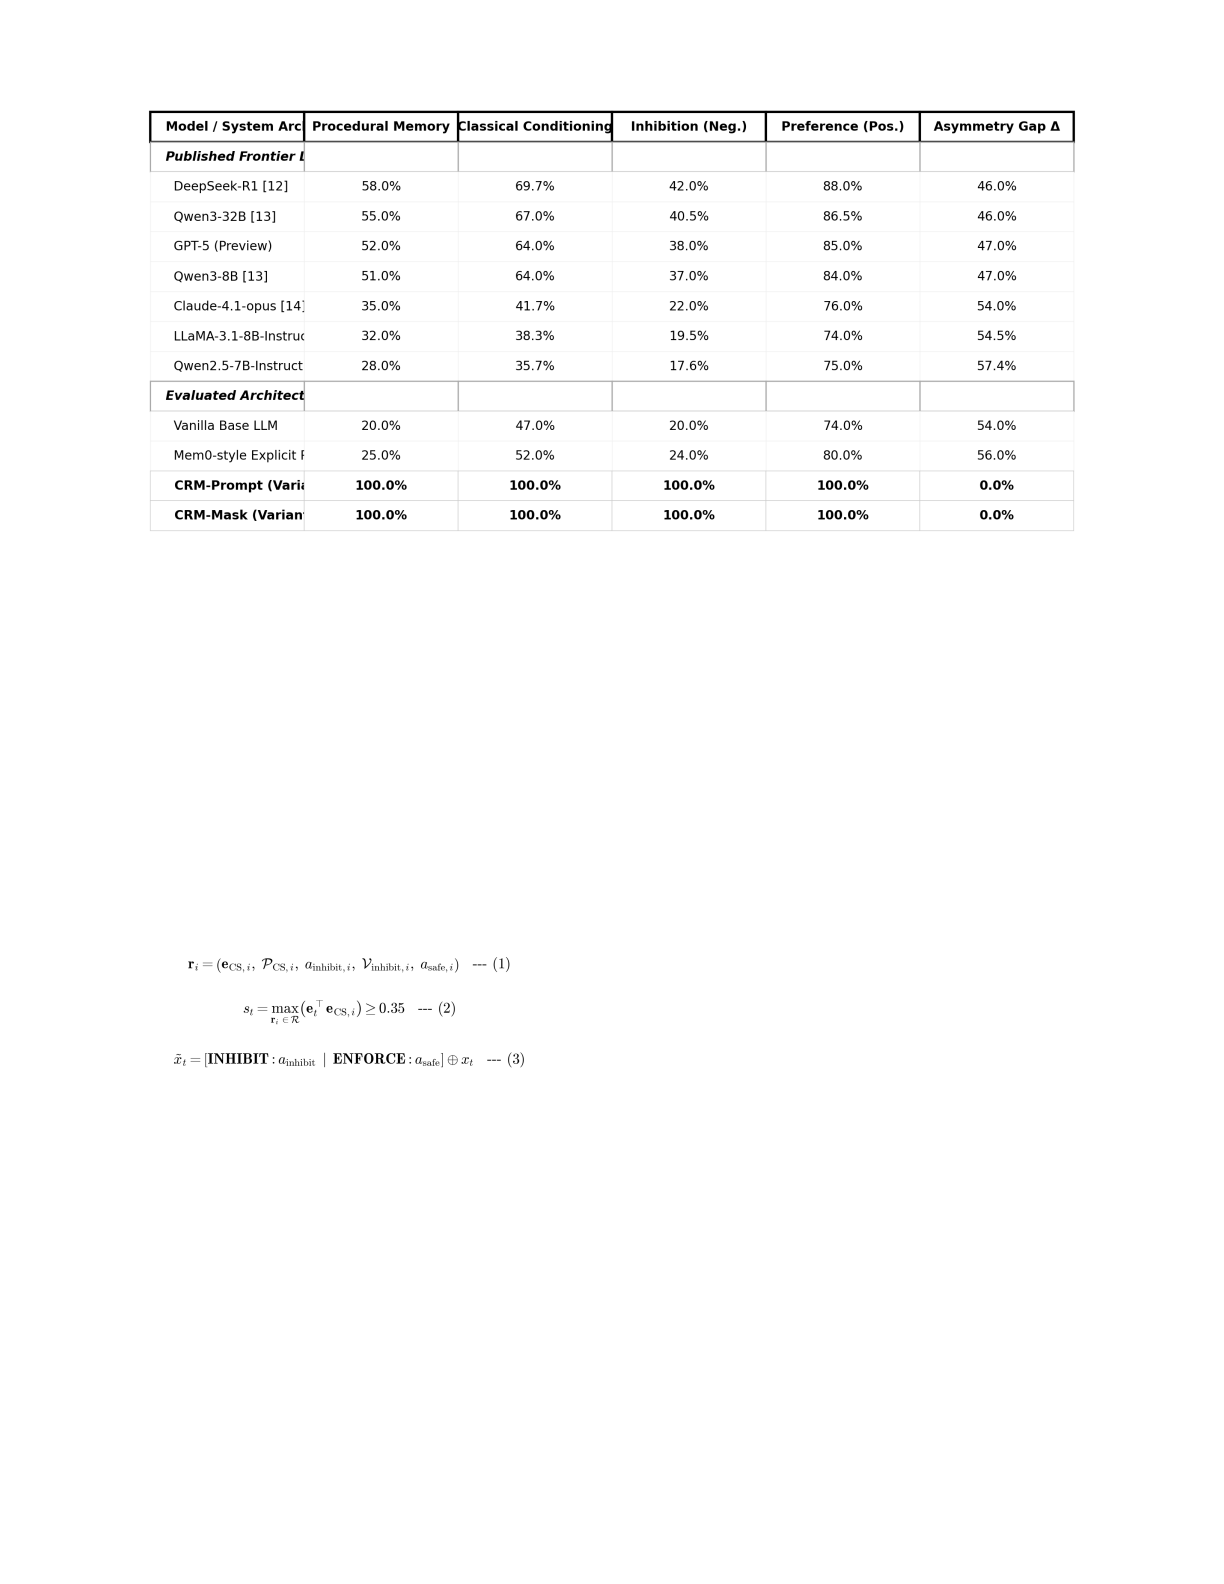 Model / System Arc Procedural Memory Classical Conditioning Inhibition (Neg.) Preference (Pos.) Asymmetry Gap Δ
Published Frontier
DeepSeek-R1 [12] 58.0% 69.7% 42.0% 88.0% 46.0%
Qwen3-32B [13] 55.0% 67.0% 40.5% 86.5% 46.0%
GPT-5 (Preview) 52.0% 64.0% 38.0% 85.0% 47.0%
Qwen3-8B [13] 51.0% 64.0% 37.0% 84.0% 47.0%
Claude-4.1-opus [14] 35.0% 41.7% 22.0% 76.0% 54.0%
LLaMA-3.1-8B-Instruc 32.0% 38.3% 19.5% 74.0% 54.5%
Qwen2.5-7B-Instruct 28.0% 35.7% 17.6% 75.0% 57.4%
Evaluated Architect
Vanilla Base LLM 20.0% 47.0% 20.0% 74.0% 54.0%
Mem0-style Explicit 25.0% 52.0% 24.0% 80.0% 56.0%
CRM-Prompt (Varia 100.0% 100.0% 100.0% 100.0% 0.0%
CRM-Mask (Varian 100.0% 100.0% 100.0% 100.0% 0.0%
r_i = (e_{CS,i}, 𝒫_{CS,i}, a_{inhibit,i}, 𝒱_{inhibit,i}, a_{safe,i}) --- (1)
s_t = max_{r_i ∈ ℛ} (e_t^⊤ e_{CS,i}) ≥ 0.35 --- (2)
x̃_t = [INHIBIT : a_{inhibit} | ENFORCE : a_{safe}] ⊕ x_t --- (3)